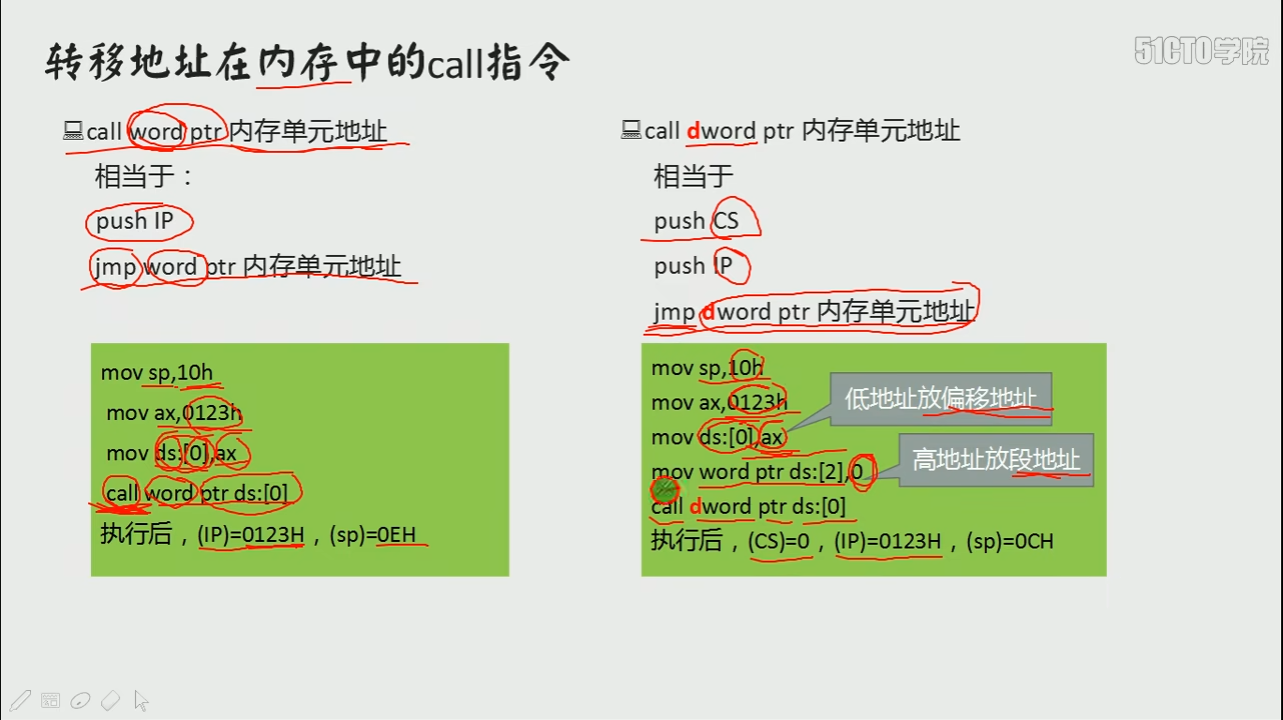 转移地址在内存中的call指令
51CTO学院
call word ptr 内存单元地址
相当于：
push IP
jmp word ptr 内存单元地址
mov sp,10h
mov ax,0123h
mov ds:[0],ax
call word ptr ds:[0]
执行后，(IP)=0123H，(sp)=0EH
call dword ptr 内存单元地址
相当于
push CS
push IP
jmp dword ptr 内存单元地址
mov sp,10h
mov ax,0123h
mov ds:[0],ax
mov word ptr ds:[2],0
call dword ptr ds:[0]
执行后，(CS)=0，(IP)=0123H，(sp)=0CH
低地址放偏移地址
高地址放段地址